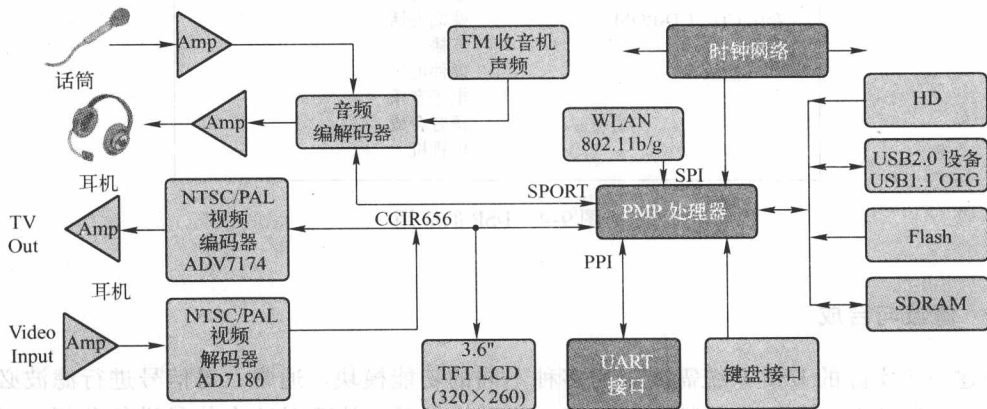 Amp
话筒
FM 收音机
声频
时钟网络
音频
编解码器
Amp
耳机
WLAN
802.11b/g
SPI
HD
USB2.0 设备
USB1.1 OTG
SPORT
PMP 处理器
TV
Out
Amp
NTSC/PAL
视频
编码器
ADV7174
CCIR656
Flash
PPI
耳机
SDRAM
Video
Input
Amp
NTSC/PAL
视频
解码器
AD7180
3.6"
TFT LCD
(320×260)
UART
接口
键盘接口